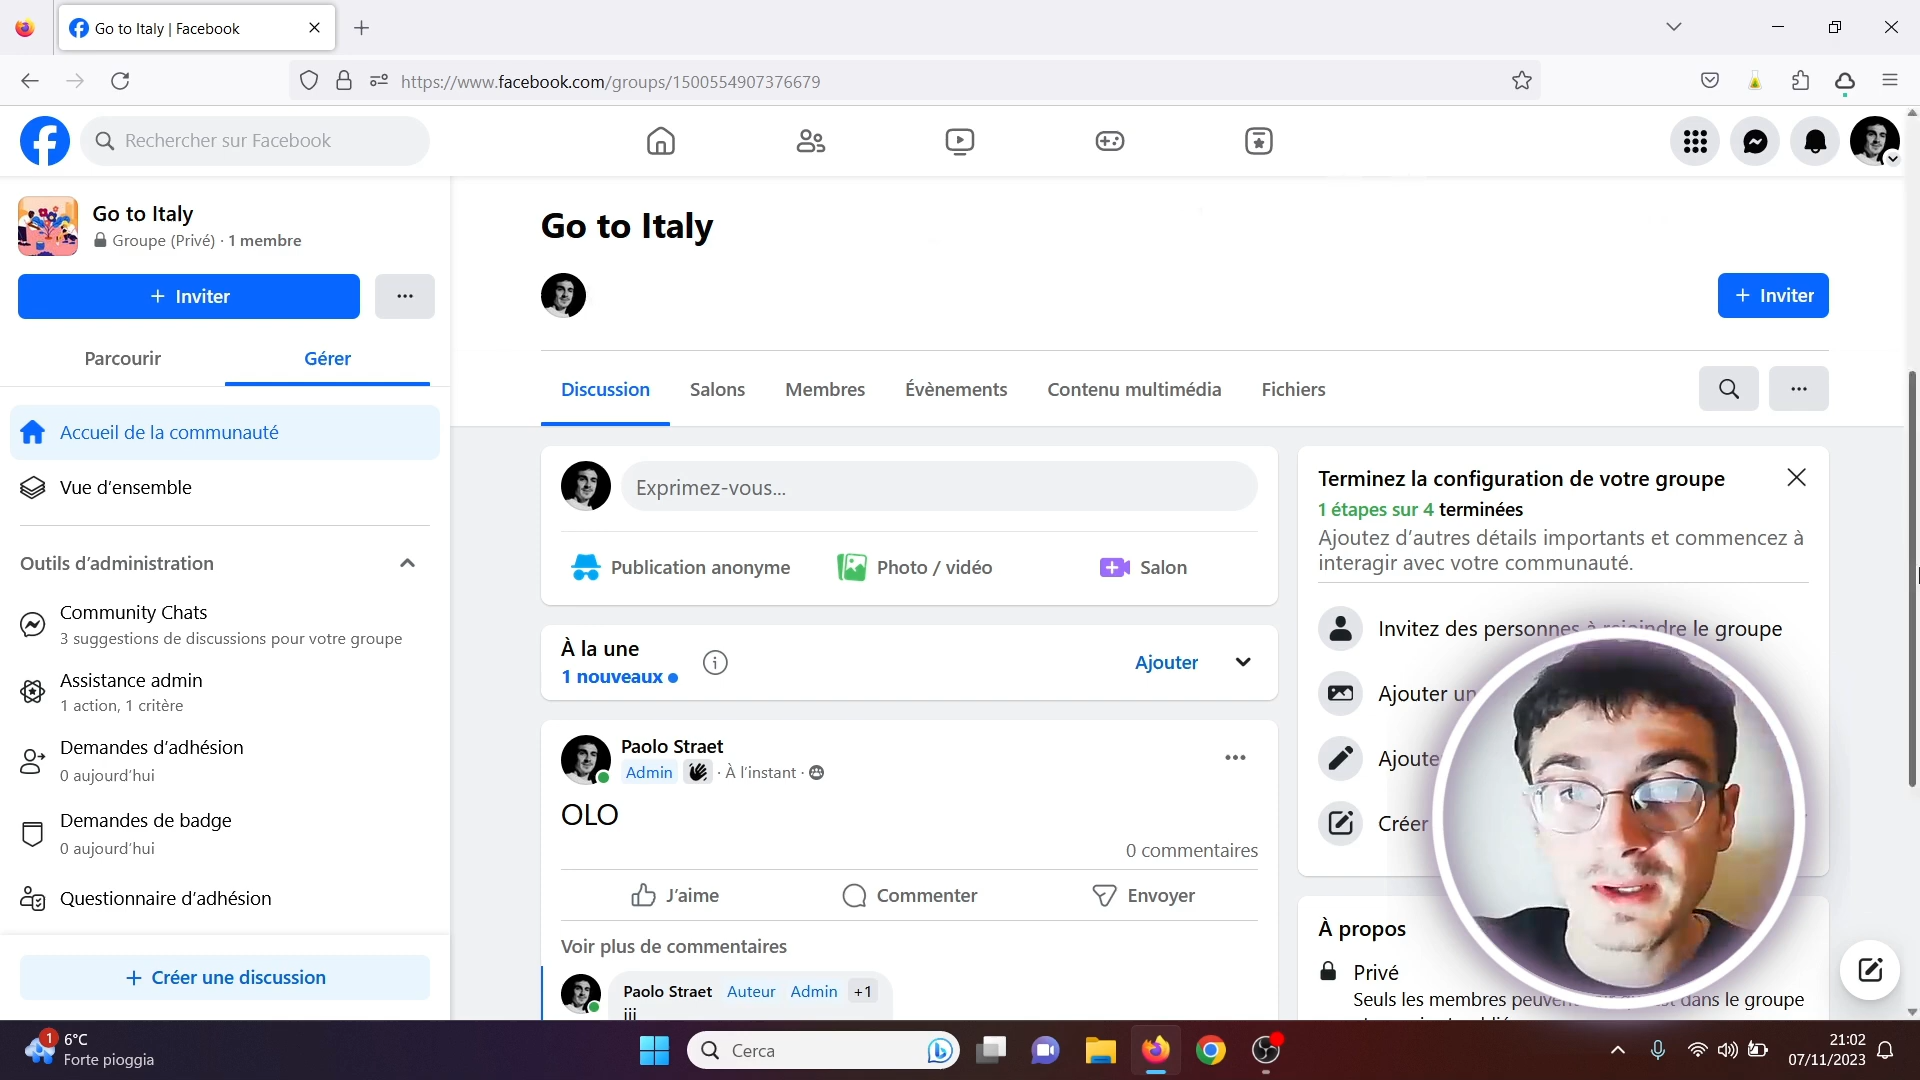 Go to Italy | Facebook
https://www.facebook.com/groups/1500554907376679
Rechercher sur Facebook
Go to Italy
Groupe (Privé) · 1 membre
+ Inviter
Parcourir
Gérer
Accueil de la communauté
Vue d’ensemble
Outils d’administration
Community Chats
3 suggestions de discussions pour votre groupe
Assistance admin
1 action, 1 critère
Demandes d’adhésion
0 aujourd’hui
Demandes de badge
0 aujourd’hui
Questionnaire d’adhésion
+ Créer une discussion
Go to Italy
+ Inviter
Discussion
Salons
Membres
Évènements
Contenu multimédia
Fichiers
Exprimez-vous...
Publication anonyme
Photo / vidéo
Salon
À la une
1 nouveaux
Ajouter
Paolo Straet
Admin · À l’instant ·
OLO
0 commentaires
J’aime
Commenter
Envoyer
Voir plus de commentaires
Paolo Straet Auteur Admin +1
iii
Terminez la configuration de votre groupe
1 étapes sur 4 terminées
Ajoutez d’autres détails importants et commencez à
interagir avec votre communauté.
Invitez des personnes à rejoindre le groupe
Ajouter
Créer
À propos
Privé
Seuls les membres dans le groupe
1
6°C
Forte pioggia
Cerca
21:02
07/11/2023